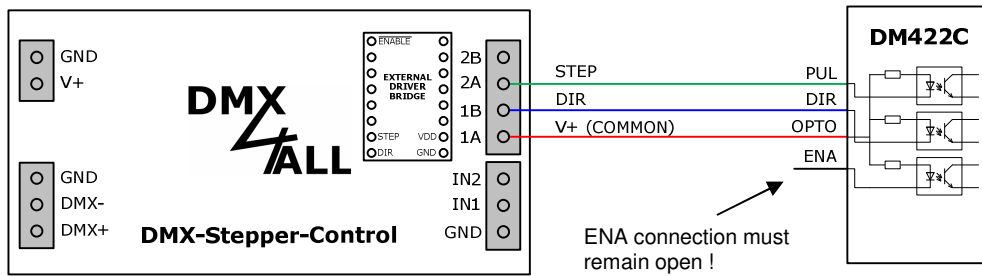 GND
V+
GND
DMX-
DMX+
DMX
4
ALL
DMX-Stepper-Control
ENABLE
EXTERNAL
DRIVER
BRIDGE
STEP VDD
DIR GND
2B
2A
1B
1A
IN2
IN1
GND
STEP
DIR
V+ (COMMON)
PUL
DIR
OPTO
ENA
DM422C
ENA connection must
remain open !